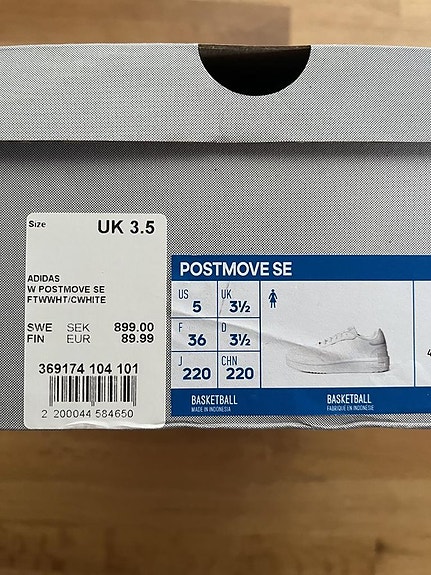 Size UK 3.5
ADIDAS
W POSTMOVE SE
FTWWHT/CWHITE
SWE SEK 899.00
FIN EUR 89.99
369174 104 101
2 200044 584650
POSTMOVE SE
US UK
5 3½
F D
36 3½
J CHN
220 220
BASKETBALL BASKETBALL
MADE IN INDONESIA FABRIQUÉ EN INDONÉSIE
4